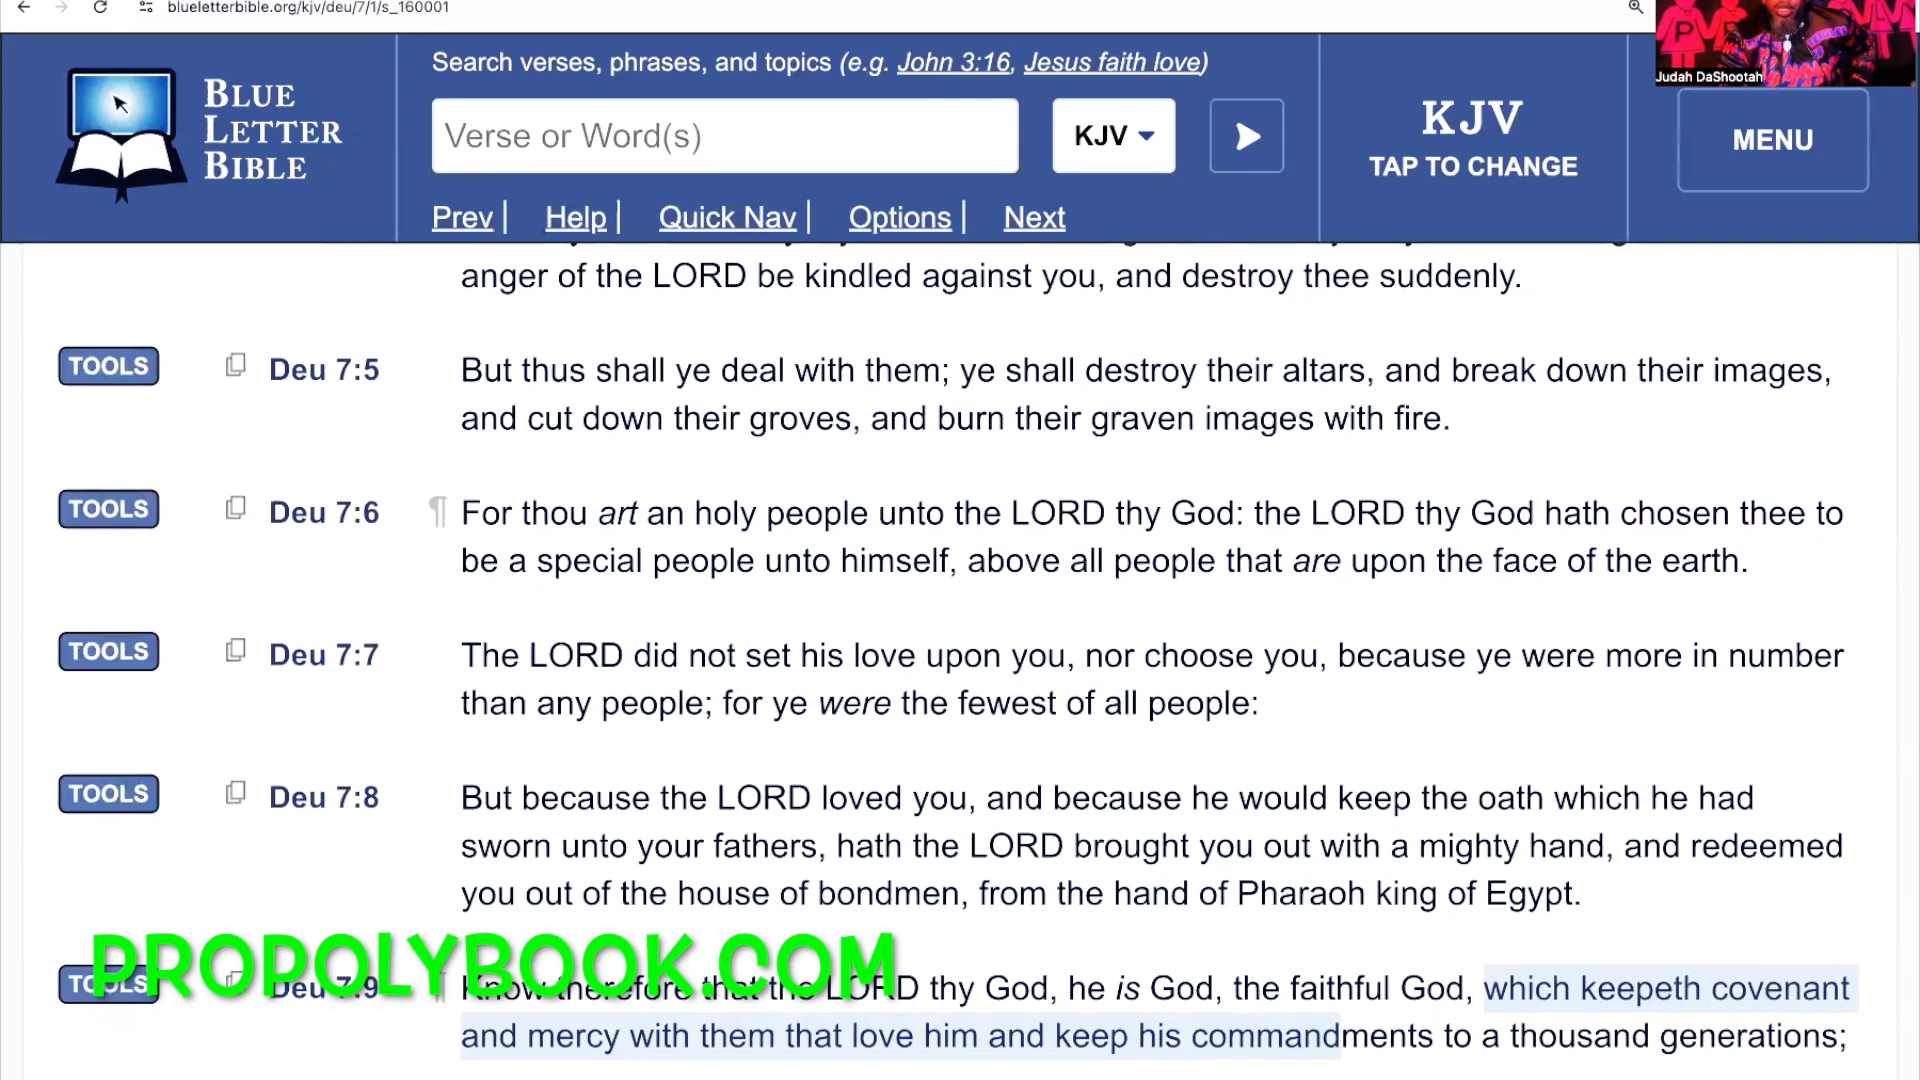 blueletterbible.org/kjv/deu/7/1/s_160001
BLUE
LETTER
BIBLE
Search verses, phrases, and topics (e.g. John 3:16, Jesus faith love)
Verse or Word(s)
KJV
Prev | Help | Quick Nav | Options | Next
KJV
TAP TO CHANGE
Judah DaShootah
MENU
anger of the LORD be kindled against you, and destroy thee suddenly.
TOOLS Deu 7:5 But thus shall ye deal with them; ye shall destroy their altars, and break down their images,
and cut down their groves, and burn their graven images with fire.
TOOLS Deu 7:6 ¶ For thou art an holy people unto the LORD thy God: the LORD thy God hath chosen thee to
be a special people unto himself, above all people that are upon the face of the earth.
TOOLS Deu 7:7 The LORD did not set his love upon you, nor choose you, because ye were more in number
than any people; for ye were the fewest of all people:
TOOLS Deu 7:8 But because the LORD loved you, and because he would keep the oath which he had
sworn unto your fathers, hath the LORD brought you out with a mighty hand, and redeemed
you out of the house of bondmen, from the hand of Pharaoh king of Egypt.
PROPOLYBOOK.COM
TOOLS Deu 7:9 Know therefore that the LORD thy God, he is God, the faithful God, which keepeth covenant
and mercy with them that love him and keep his commandments to a thousand generations;